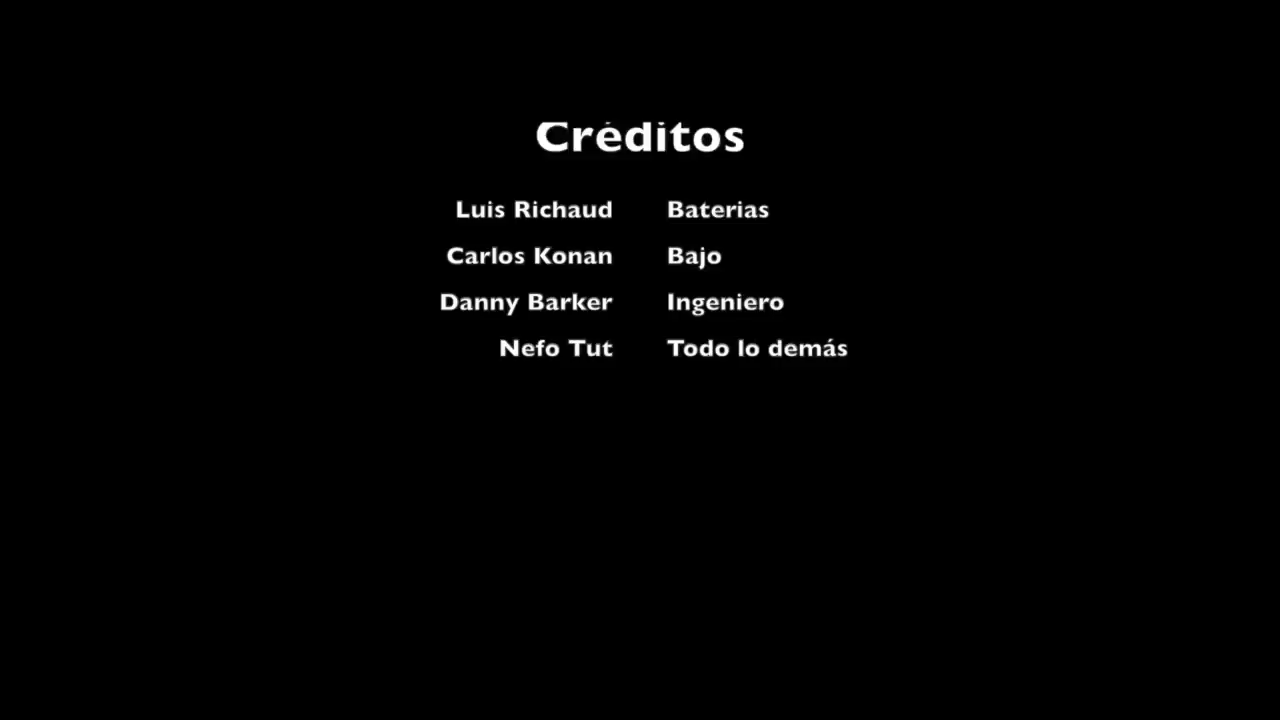 Créditos
Luis Richaud Baterias
Carlos Konan Bajo
Danny Barker Ingeniero
Nefo Tut Todo lo demás